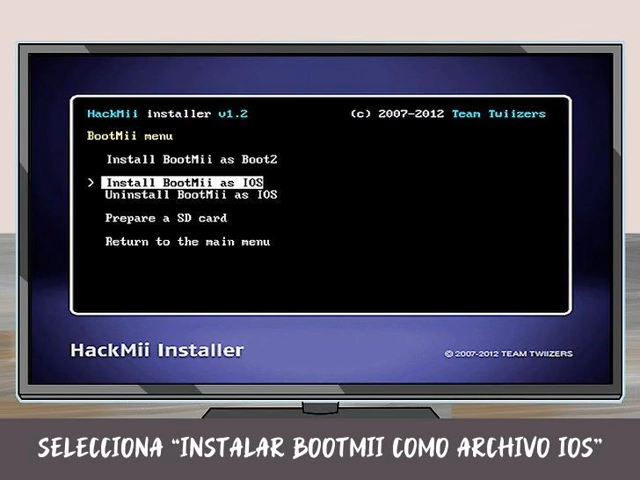 HackMii installer v1.2 (c) 2007-2012 Team Twiizers
BootMii menu
Install BootMii as Boot2
> Install BootMii as IOS
Uninstall BootMii as IOS
Prepare a SD card
Return to the main menu
HackMii Installer © 2007-2012 TEAM TWIIZERS
SELECCIONA “INSTALAR BOOTMII COMO ARCHIVO IOS”